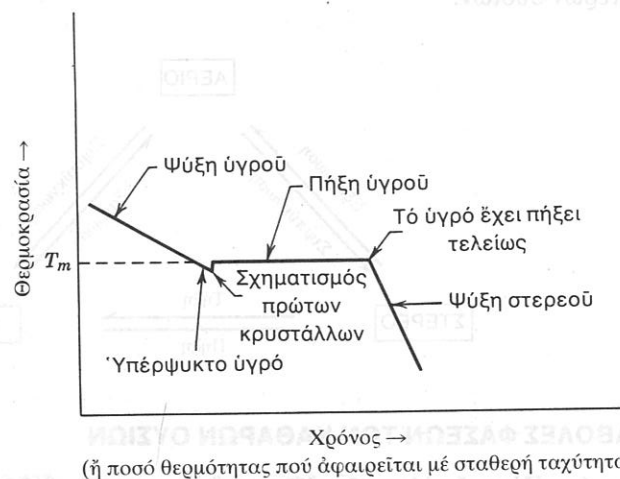 Θερμοκρασία →
Ψύξη ὑγροῦ
Πήξη ὑγροῦ
Τό ὑγρό ἔχει πήξει
τελείως
T_m
Σχηματισμός
πρώτων
κρυστάλλων
Ψύξη στερεοῦ
Ὑπέρψυκτο ὑγρό
Χρόνος →
(ἤ ποσό θερμότητας πού ἀφαιρεῖται μέ σταθερή ταχύτητα